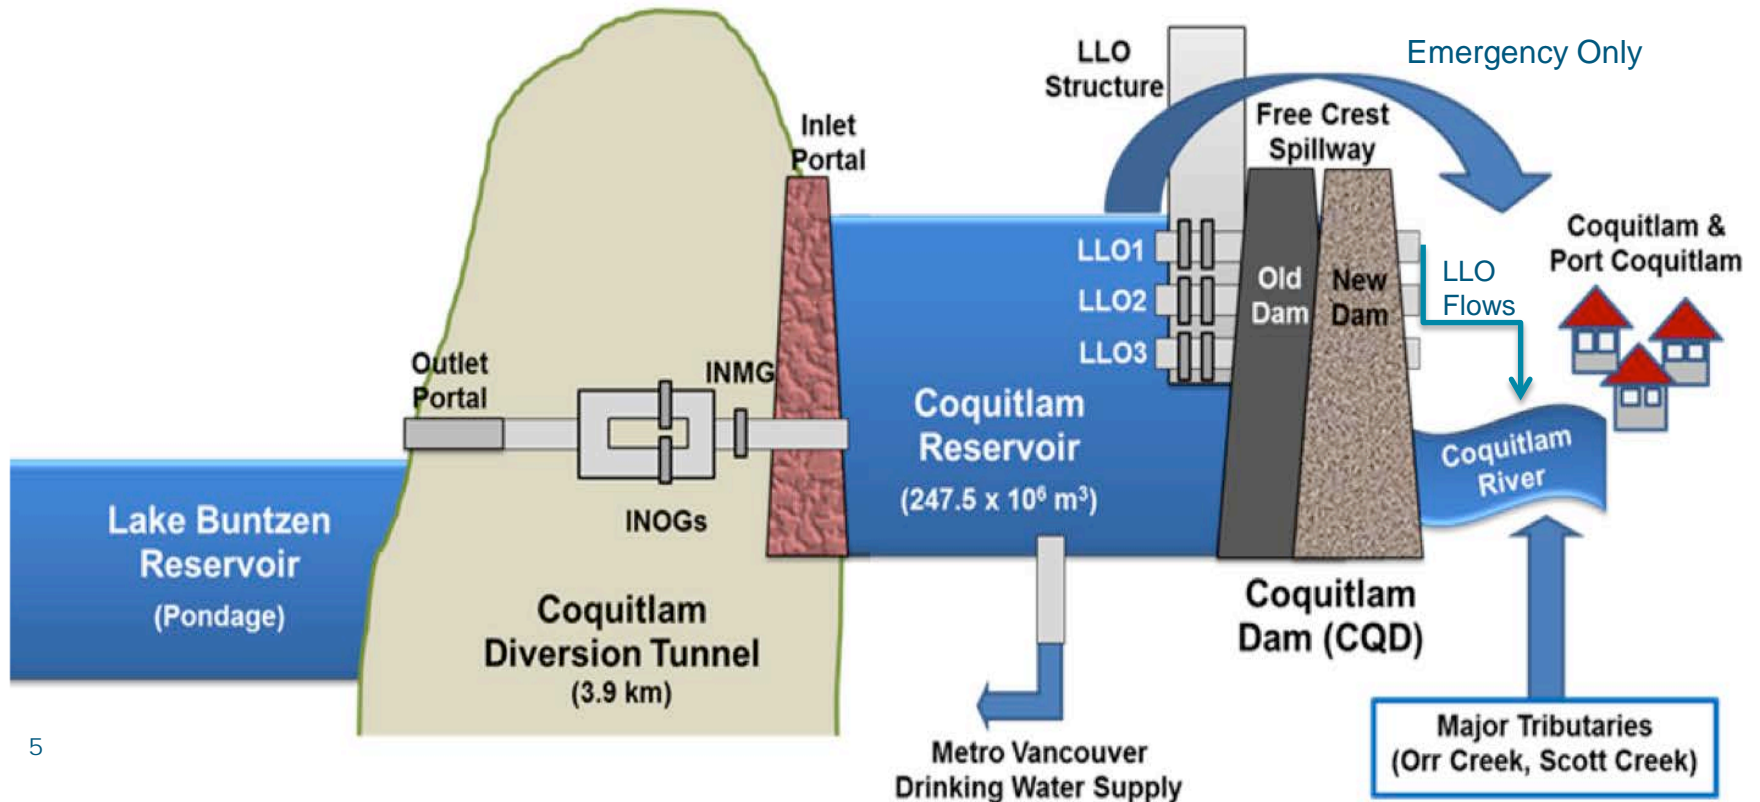 LLO
Structure
Emergency Only
Free Crest
Spillway
Inlet
Portal
Coquitlam &
Port Coquitlam
LLO1
LLO2
LLO3
Old
Dam
New
Dam
LLO
Flows
Outlet
Portal
INMG
INOGs
Coquitlam
Reservoir
(247.5 x 10⁶ m³)
Coquitlam
River
Lake Buntzen
Reservoir
(Pondage)
Coquitlam
Diversion Tunnel
(3.9 km)
Coquitlam
Dam (CQD)
Major Tributaries
(Orr Creek, Scott Creek)
Metro Vancouver
Drinking Water Supply
5